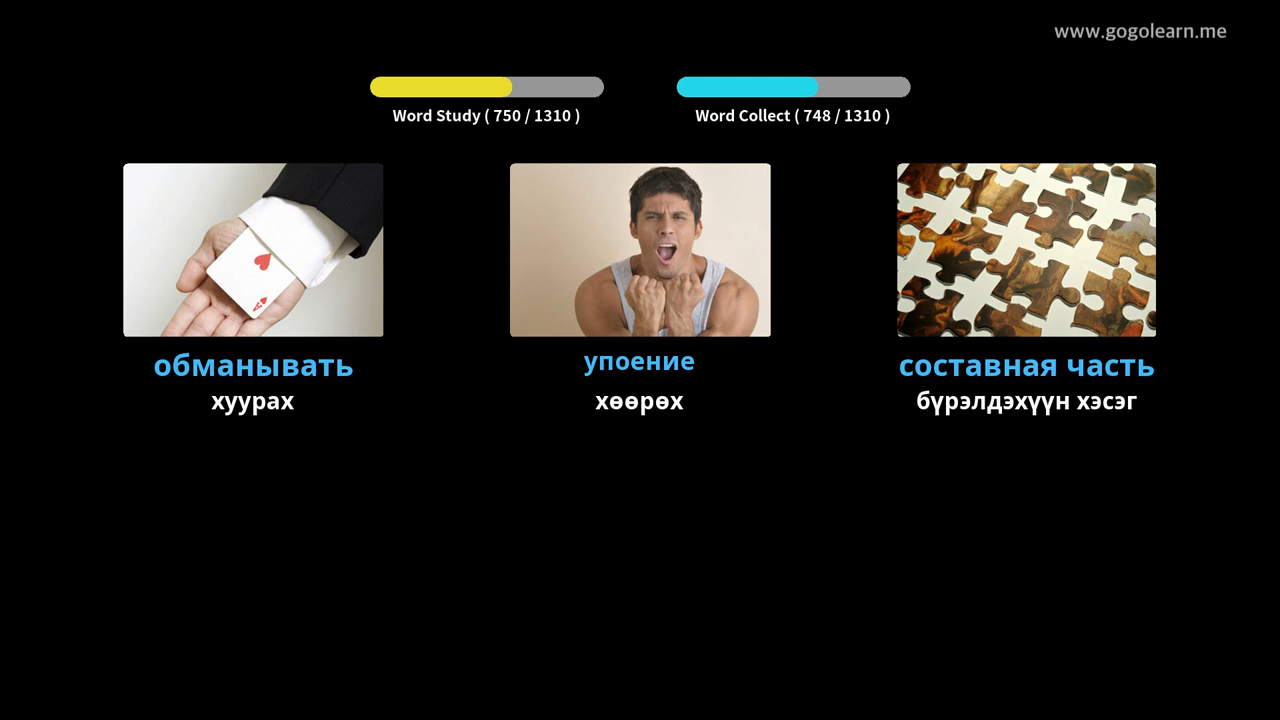 www.gogolearn.me
Word Study ( 750 / 1310 )
Word Collect ( 748 / 1310 )
A
обманывать
упоение
составная часть
хуурах
хөөрөх
бүрэлдэхүүн хэсэг